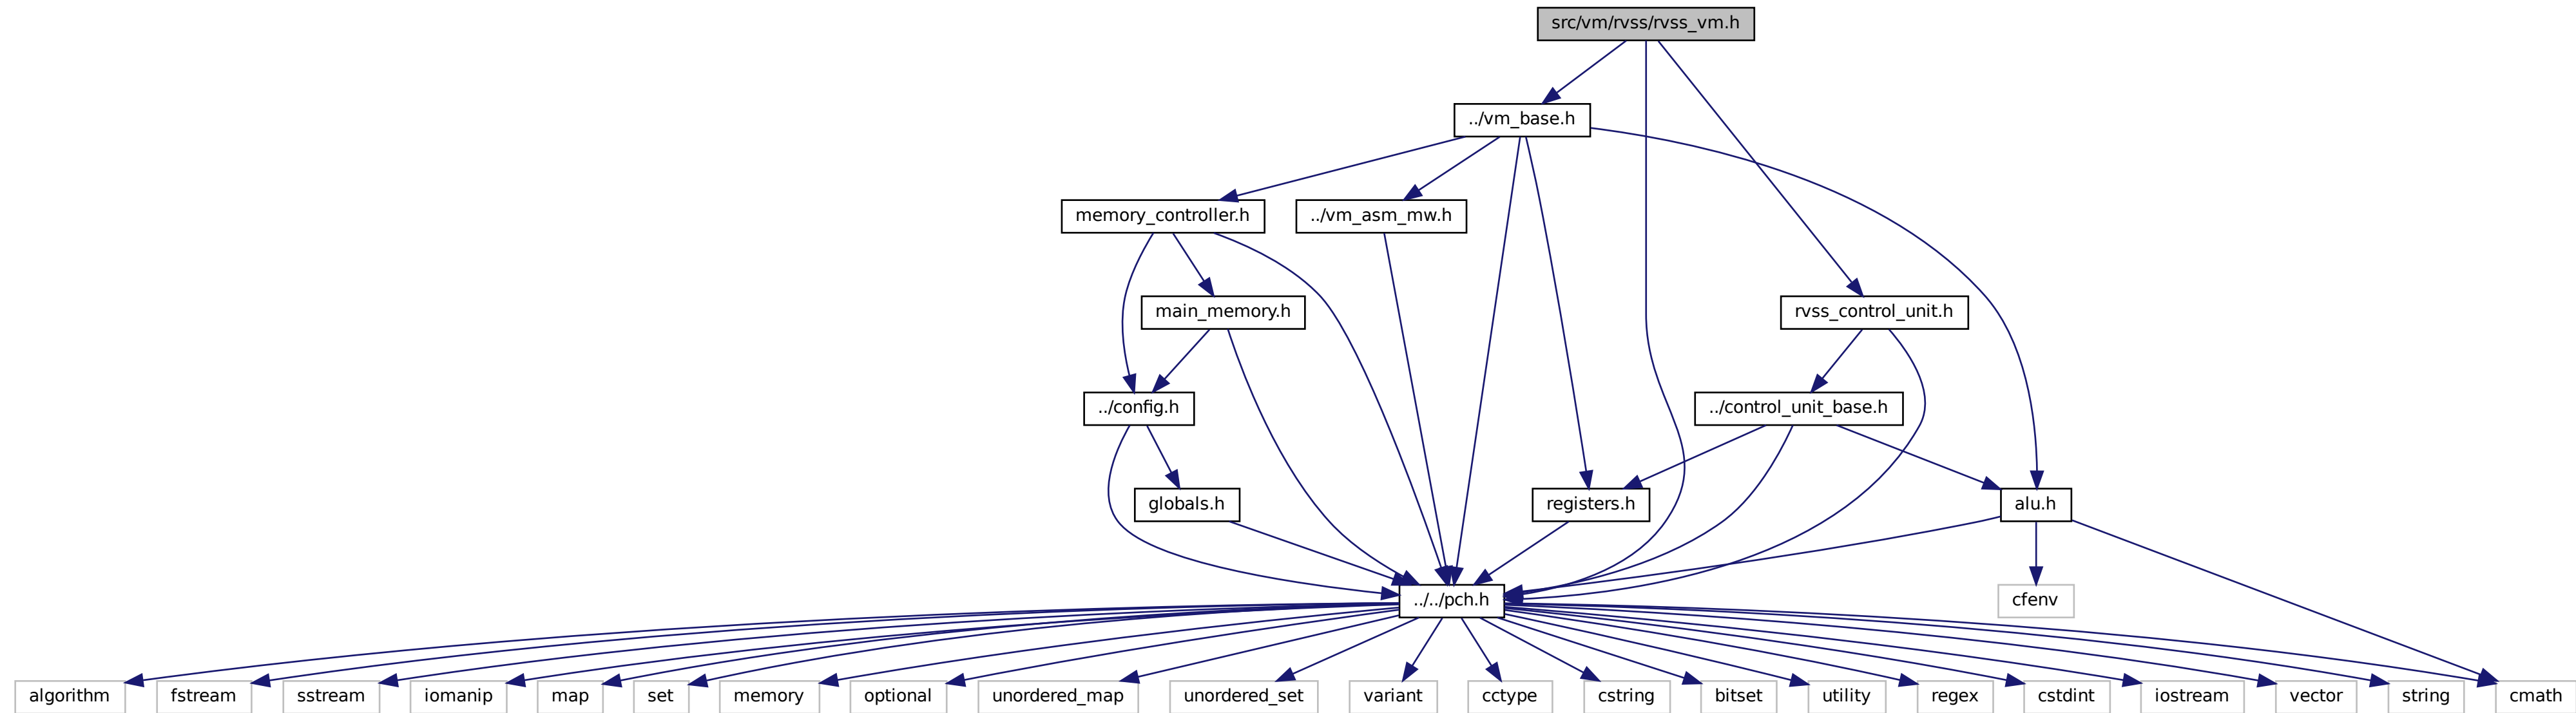 src/vm/rvss/rvss_vm.h
../vm_base.h
memory_controller.h
../vm_asm_mw.h
main_memory.h
rvss_control_unit.h
../config.h
../control_unit_base.h
globals.h
registers.h
alu.h
../../pch.h
cfenv
algorithm
fstream
sstream
iomanip
map
set
memory
optional
unordered_map
unordered_set
variant
cctype
cstring
bitset
utility
regex
cstdint
iostream
vector
string
cmath